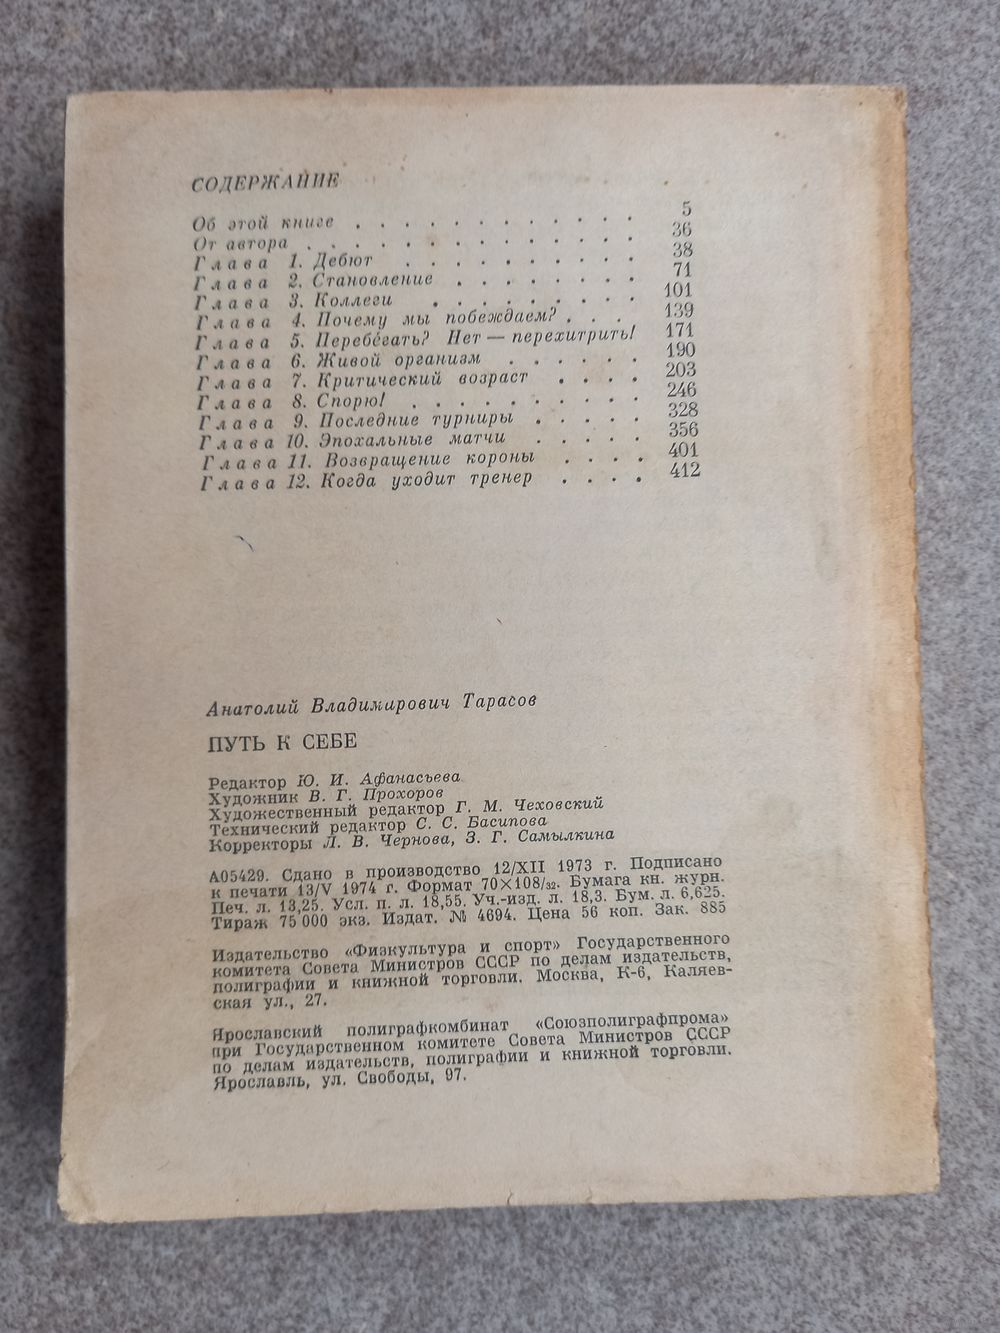 СОДЕРЖАНИЕ
Об этой книге . . . . . . . . . . . 5
От автора . . . . . . . . . . . . . 36
Глава 1. Дебют . . . . . . . . . 38
Глава 2. Становление . . . . . . . 71
Глава 3. Коллеги . . . . . . . . 101
Глава 4. Почему мы побеждаем? . . . 139
Глава 5. Перебегать? Нет — перехитрить! 171
Глава 6. Живой организм . . . . . . 190
Глава 7. Критический возраст . . . . 203
Глава 8. Спорю! . . . . . . . . . 246
Глава 9. Последние турниры . . . . . 328
Глава 10. Эпохальные матчи . . . . . 356
Глава 11. Возвращение короны . . . . 401
Глава 12. Когда уходит тренер . . . . 412
Анатолий Владимирович Тарасов
ПУТЬ К СЕБЕ
Редактор Ю. И. Афанасьева
Художник В. Г. Прохоров
Художественный редактор Г. М. Чеховский
Технический редактор С. С. Басипова
Корректоры Л. В. Чернова, З. Г. Самылкина
А05429. Сдано в производство 12/XII 1973 г. Подписано
к печати 13/V 1974 г. Формат 70×108/32. Бумага кн. журн.
Печ. л. 13,25. Усл. п. л. 18,55. Уч.-изд. л. 18,3. Бум. л. 6,625.
Тираж 75 000 экз. Издат. № 4694. Цена 56 коп. Зак. 885
Издательство «Физкультура и спорт» Государственного
комитета Совета Министров СССР по делам издательств,
полиграфии и книжной торговли. Москва, К-6, Каляев-
ская ул., 27.
Ярославский полиграфкомбинат «Союзполиграфпрома»
при Государственном комитете Совета Министров СССР
по делам издательств, полиграфии и книжной торговли.
Ярославль, ул. Свободы, 97.